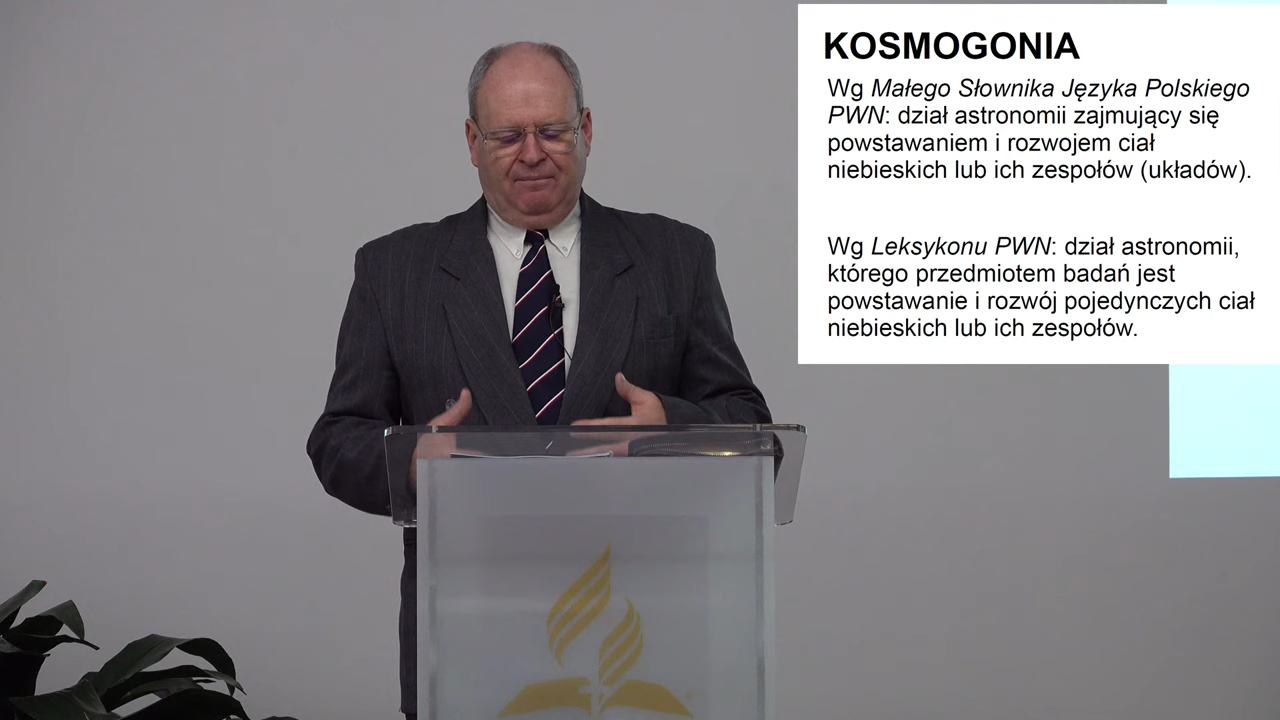 KOSMOGONIA
Wg Małego Słownika Języka Polskiego
PWN: dział astronomii zajmujący się
powstawaniem i rozwojem ciał
niebieskich lub ich zespołów (układów).
Wg Leksykonu PWN: dział astronomii,
którego przedmiotem badań jest
powstawanie i rozwój pojedynczych ciał
niebieskich lub ich zespołów.